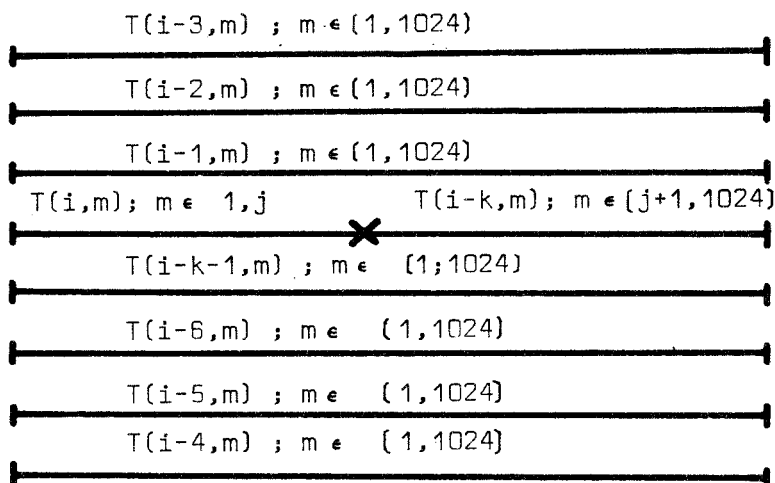 T(i-3,m) ; m ϵ (1,1024)
T(i-2,m) ; m ϵ (1,1024)
T(i-1,m) ; m ϵ (1,1024)
T(i,m); m ϵ 1,j T(i-k,m); m ϵ (j+1,1024)
T(i-k-1,m) ; m ϵ (1;1024)
T(i-6,m) ; m ϵ (1,1024)
T(i-5,m) ; m ϵ (1,1024)
T(i-4,m) ; m ϵ (1,1024)